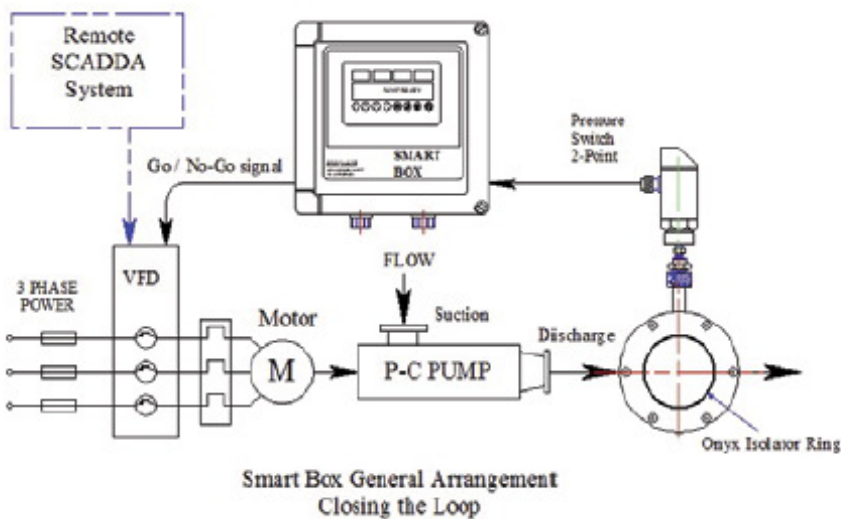 Remote
SCADDA
System
Go / No-Go signal
SMART
BOX
Pressure
Switch
2-Point
FLOW
Suction
3 PHASE
POWER
VFD
Motor
M
P-C PUMP
Diischarge
Onyx Isolator Ring
Smart Box General Arrangement
Closing the Loop